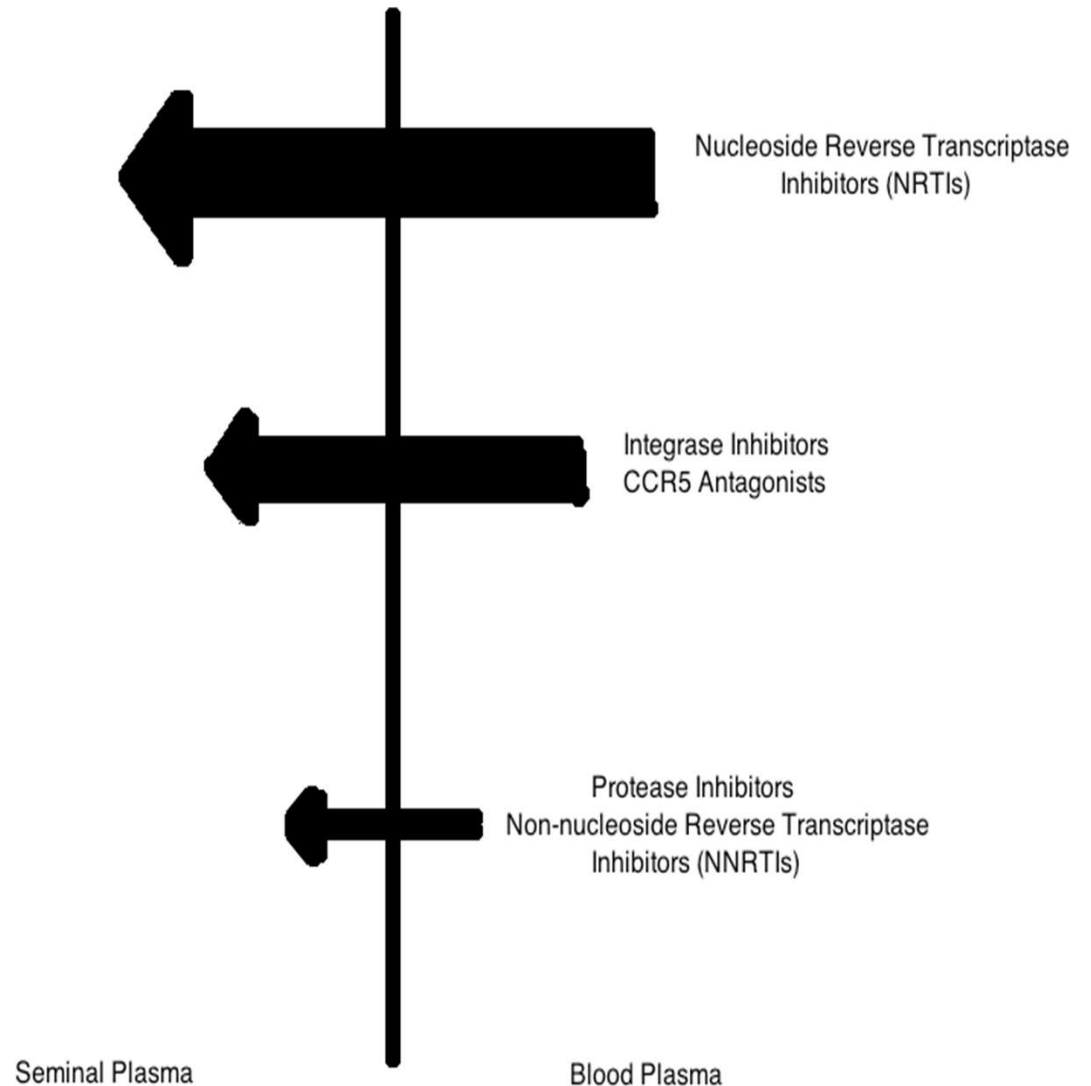 Nucleoside Reverse Transcriptase
Inhibitors (NRTIs)
Integrase Inhibitors
CCR5 Antagonists
Protease Inhibitors
Non-nucleoside Reverse Transcriptase
Inhibitors (NNRTIs)
Seminal Plasma
Blood Plasma